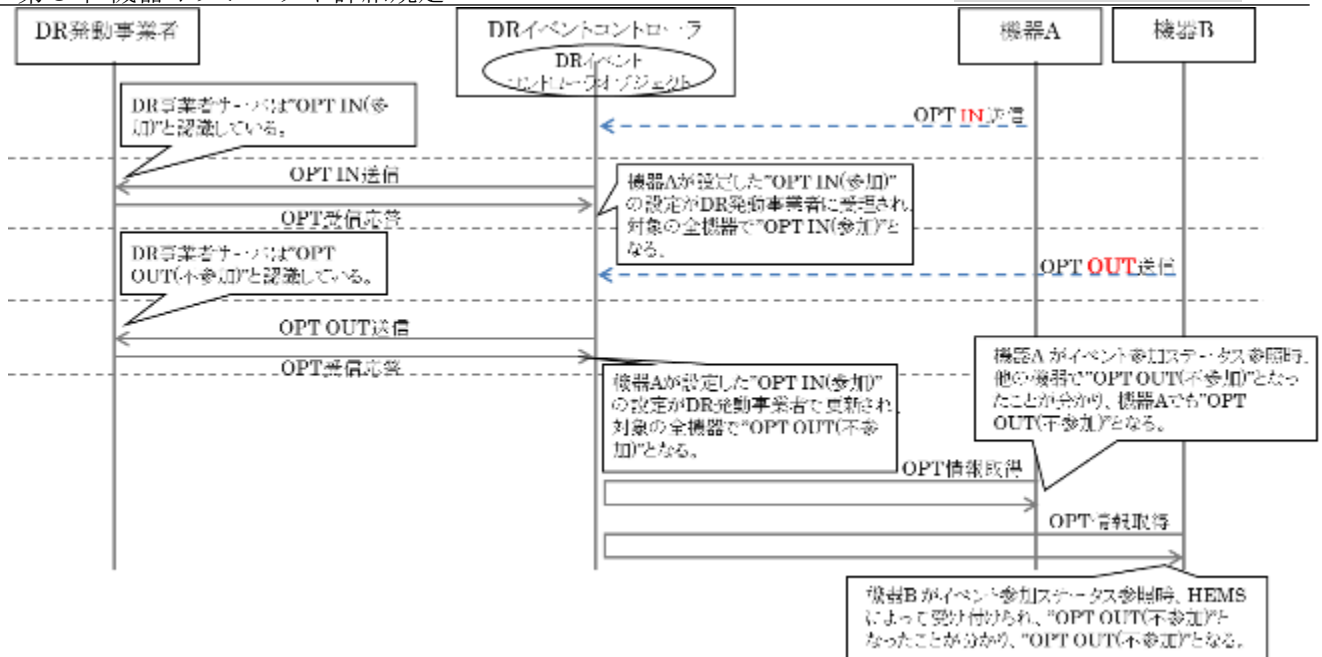 DR発動事業者
DRイベントコントローラ
DRイベント
コントローラオブジェクト
機器A
機器B
DR事業者サーバは"OPT IN(参
加)"と認識している。
OPT IN送信
OPT IN送信
OPT受信応答
機器Aが設定した"OPT IN(参加)"
の設定がDR発動事業者に受理され、
対象の全機器で"OPT IN(参加)"と
なる。
DR事業者サーバは"OPT
OUT(不参加)"と認識している。
OPT OUT送信
OPT OUT送信
OPT受信応答
機器Aが設定した"OPT IN(参加)"
の設定がDR発動事業者で更新され、
対象の全機器で"OPT OUT(不参
加)"となる。
機器A がイベント参加ステータス参照時、
他の機器で"OPT OUT(不参加)"となっ
たことが分かり、機器Aでも"OPT
OUT(不参加)"となる。
OPT情報取得
OPT情報取得
機器B がイベント参加ステータス参照時、HEMS
によって受け付けられ、"OPT OUT(不参加)"と
なったことが分かり、"OPT OUT(不参加)"となる。